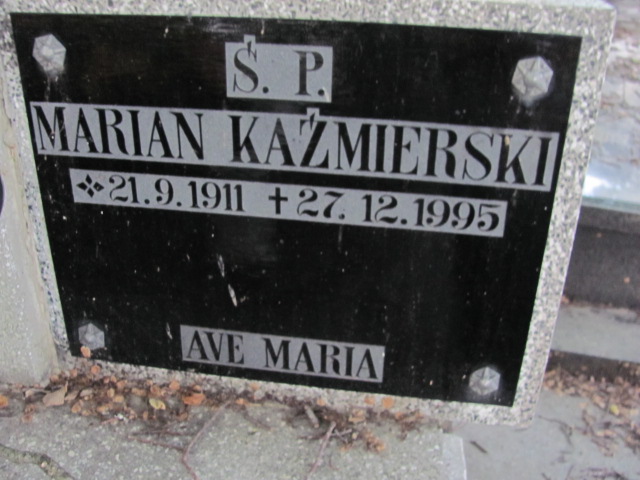 Ś. P.
MARIAN KAŹMIERSKI
21.9.1911 +27.12.1995
AVE MARIA